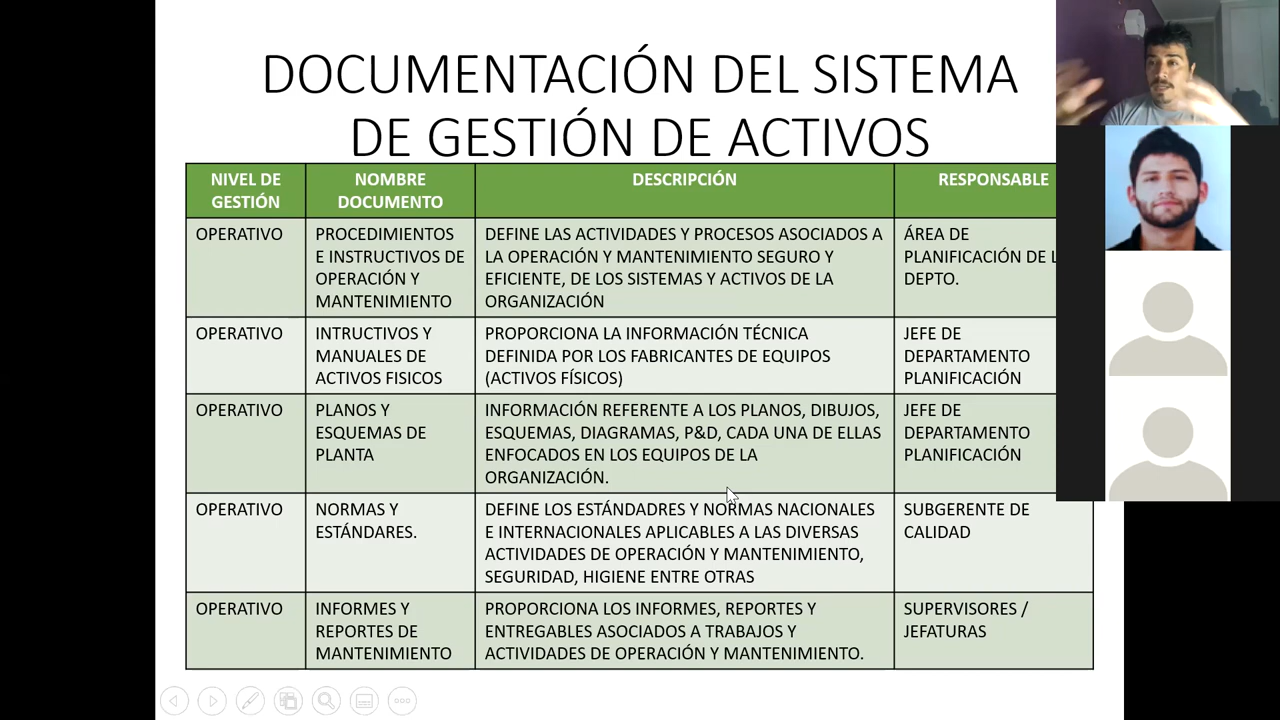 DOCUMENTACIÓN DEL SISTEMA
DE GESTIÓN DE ACTIVOS
NIVEL DE
GESTIÓN
NOMBRE
DOCUMENTO
DESCRIPCIÓN
RESPONSABLE
OPERATIVO
PROCEDIMIENTOS
E INSTRUCTIVOS DE
OPERACIÓN Y
MANTENIMIENTO
DEFINE LAS ACTIVIDADES Y PROCESOS ASOCIADOS A
LA OPERACIÓN Y MANTENIMIENTO SEGURO Y
EFICIENTE, DE LOS SISTEMAS Y ACTIVOS DE LA
ORGANIZACIÓN
ÁREA DE
PLANIFICACIÓN DE
DEPTO.
OPERATIVO
INTRUCTIVOS Y
MANUALES DE
ACTIVOS FISICOS
PROPORCIONA LA INFORMACIÓN TÉCNICA
DEFINIDA POR LOS FABRICANTES DE EQUIPOS
(ACTIVOS FÍSICOS)
JEFE DE
DEPARTAMENTO
PLANIFICACIÓN
OPERATIVO
PLANOS Y
ESQUEMAS DE
PLANTA
INFORMACIÓN REFERENTE A LOS PLANOS, DIBUJOS,
ESQUEMAS, DIAGRAMAS, P&D, CADA UNA DE ELLAS
ENFOCADOS EN LOS EQUIPOS DE LA
ORGANIZACIÓN.
JEFE DE
DEPARTAMENTO
PLANIFICACIÓN
OPERATIVO
NORMAS Y
ESTÁNDARES.
DEFINE LOS ESTÁNDADRES Y NORMAS NACIONALES
E INTERNACIONALES APLICABLES A LAS DIVERSAS
ACTIVIDADES DE OPERACIÓN Y MANTENIMIENTO,
SEGURIDAD, HIGIENE ENTRE OTRAS
SUBGERENTE DE
CALIDAD
OPERATIVO
INFORMES Y
REPORTES DE
MANTENIMIENTO
PROPORCIONA LOS INFORMES, REPORTES Y
ENTREGABLES ASOCIADOS A TRABAJOS Y
ACTIVIDADES DE OPERACIÓN Y MANTENIMIENTO.
SUPERVISORES /
JEFATURAS